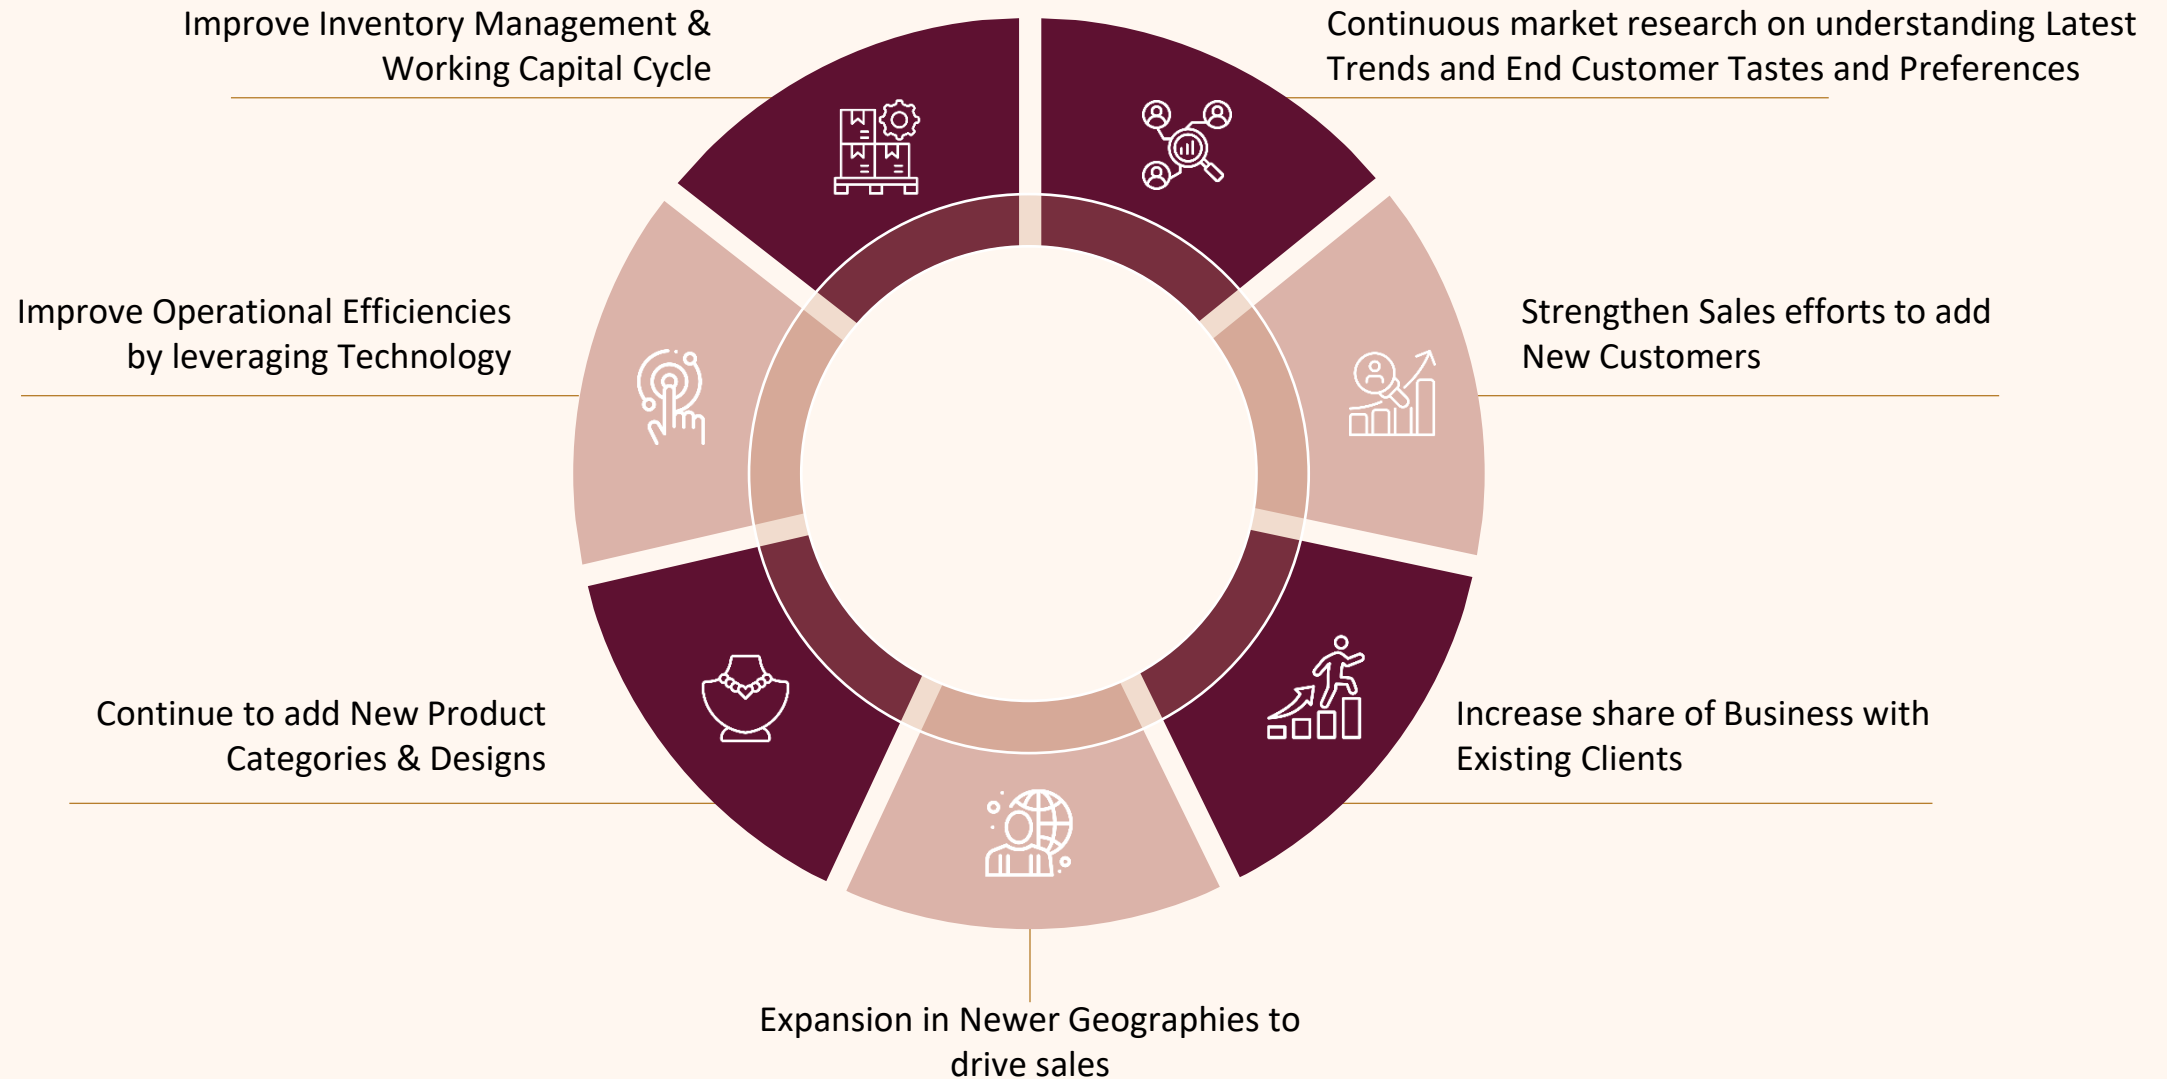 Improve Inventory Management &
Working Capital Cycle
Continuous market research on understanding Latest
Trends and End Customer Tastes and Preferences
Improve Operational Efficiencies
by leveraging Technology
Strengthen Sales efforts to add
New Customers
Continue to add New Product
Categories & Designs
Increase share of Business with
Existing Clients
Expansion in Newer Geographies to
drive sales